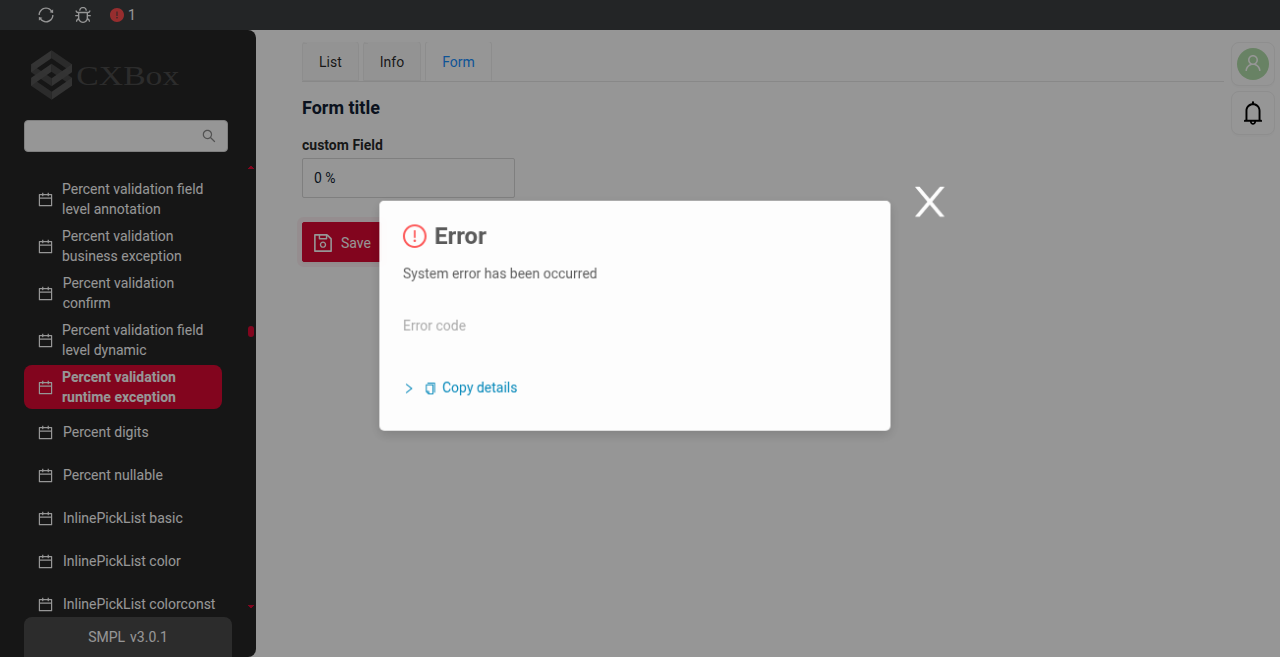 1
CXBox
Percent validation field
level annotation
Percent validation
business exception
Percent validation
confirm
Percent validation field
level dynamic
Percent validation
runtime exception
Percent digits
Percent nullable
InlinePickList basic
InlinePickList color
InlinePickList colorconst
SMPL v3.0.1
List
Info
Form
Form title
custom Field
0 %
Save
Error
System error has been occurred
Error code
Copy details